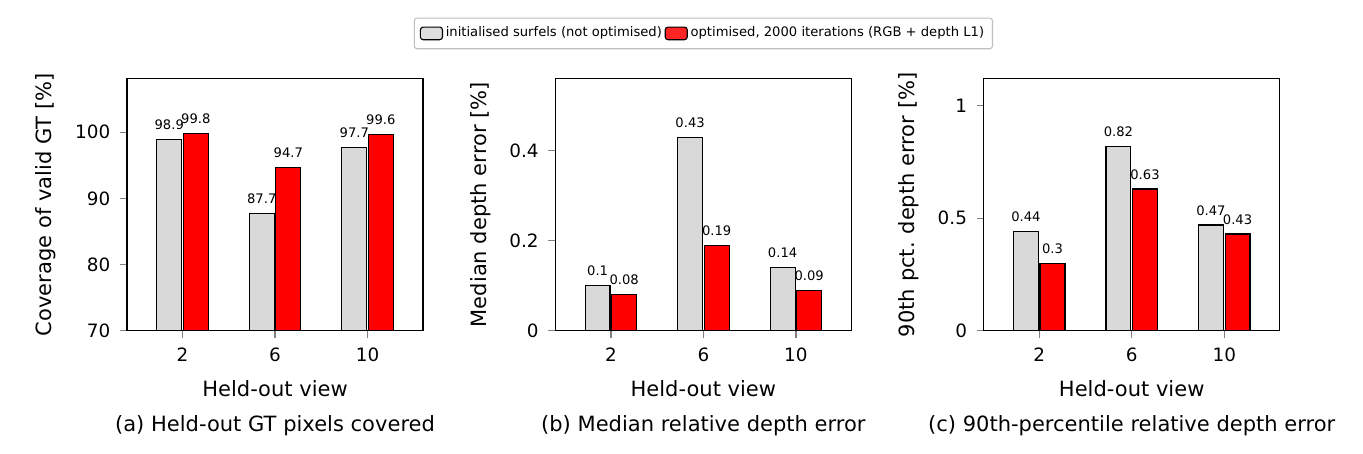 initialised surfels (not optimised) optimised, 2000 iterations (RGB + depth L1)
Coverage of valid GT [%]
100
90
80
70
98.9 99.8
87.7 94.7
97.7 99.6
2 6 10
Held-out view
(a) Held-out GT pixels covered
Median depth error [%]
0.4
0.2
0
0.1 0.08
0.43 0.19
0.14 0.09
2 6 10
Held-out view
(b) Median relative depth error
90th pct. depth error [%]
1
0.5
0
0.44 0.3
0.82 0.63
0.47 0.43
2 6 10
Held-out view
(c) 90th-percentile relative depth error